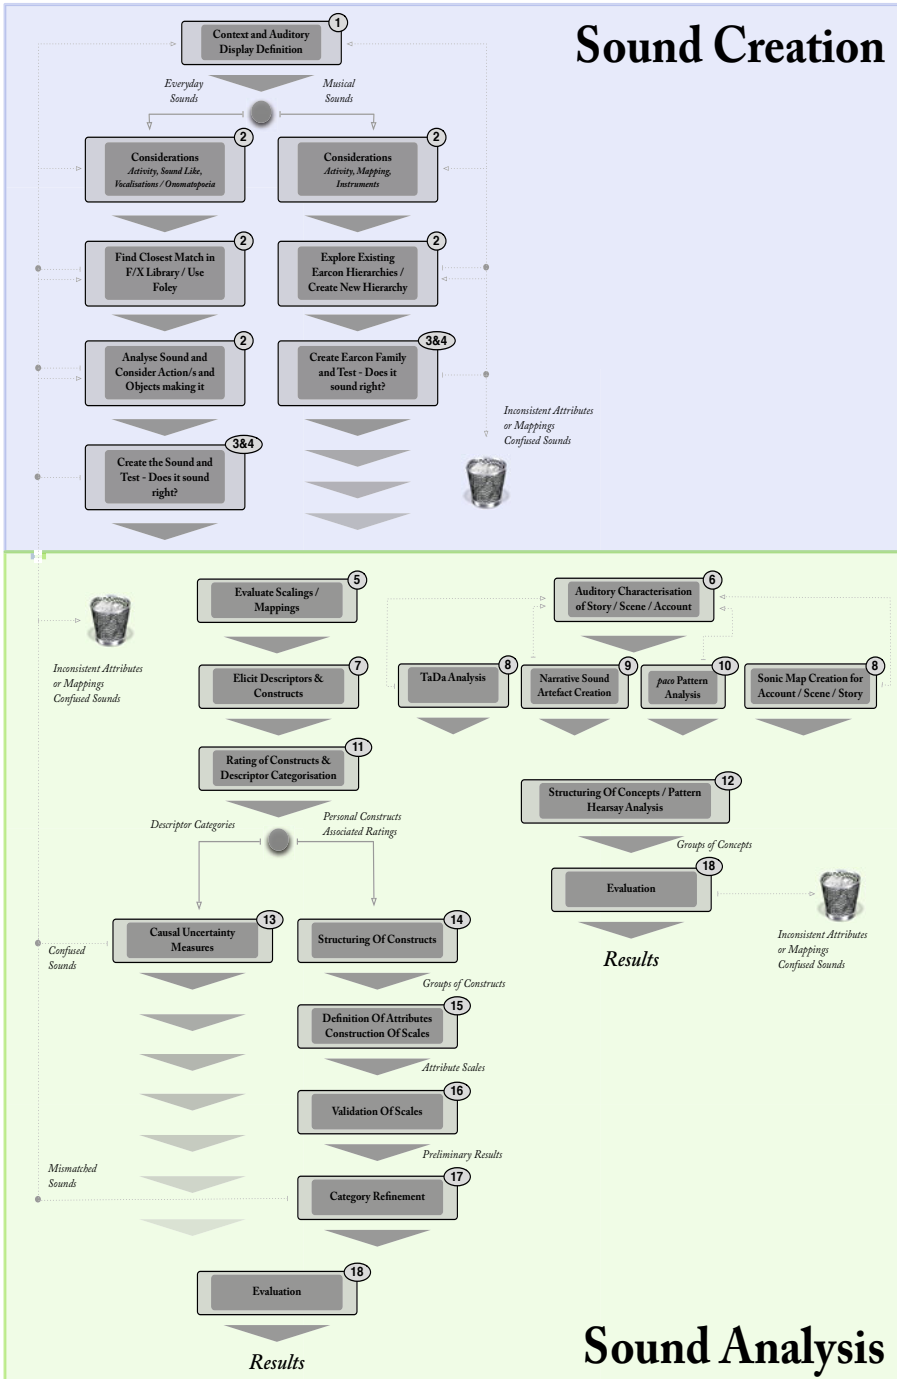 Sound Creation
1
Context and Auditory
Display Definition
Everyday
Sounds
Musical
Sounds
2
Considerations
Activity, Sound Like,
Vocalisations / Onomatopoeia
2
Considerations
Activity, Mapping,
Instruments
2
Find Closest Match in
F/X Library / Use
Foley
2
Explore Existing
Earcon Hierarchies /
Create New Hierarchy
2
Analyse Sound and
Consider Action/s and
Objects making it
3&4
Create Earcon Family
and Test - Does it
sound right?
3&4
Create the Sound and
Test - Does it sound
right?
Inconsistent Attributes
or Mappings
Confused Sounds
Inconsistent Attributes
or Mappings
Confused Sounds
5
Evaluate Scalings /
Mappings
7
Elicit Descriptors &
Constructs
11
Rating of Constructs &
Descriptor Categorisation
Descriptor Categories
Personal Constructs
Associated Ratings
13
Causal Uncertainty
Measures
14
Structuring Of Constructs
Confused
Sounds
Groups of Constructs
15
Definition Of Attributes
Construction Of Scales
Attribute Scales
16
Validation Of Scales
Preliminary Results
17
Category Refinement
Mismatched
Sounds
18
Evaluation
Results
6
Auditory Characterisation
of Story / Scene / Account
8
TaDa Analysis
9
Narrative Sound
Artefact Creation
10
paco Pattern
Analysis
8
Sonic Map Creation for
Account / Scene / Story
12
Structuring Of Concepts / Pattern
Hearsay Analysis
Groups of Concepts
18
Evaluation
Results
Inconsistent Attributes
or Mappings
Confused Sounds
Sound Analysis